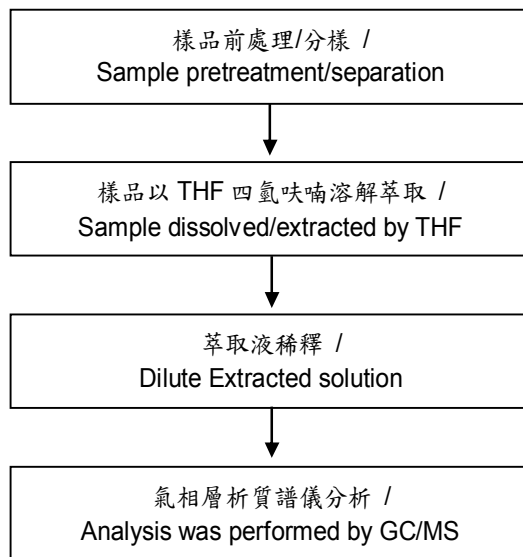 樣品前處理/分樣 /
Sample pretreatment/separation
樣品以 THF 四氫呋喃溶解萃取 /
Sample dissolved/extracted by THF
萃取液稀釋 /
Dilute Extracted solution
氣相層析質譜儀分析 /
Analysis was performed by GC/MS